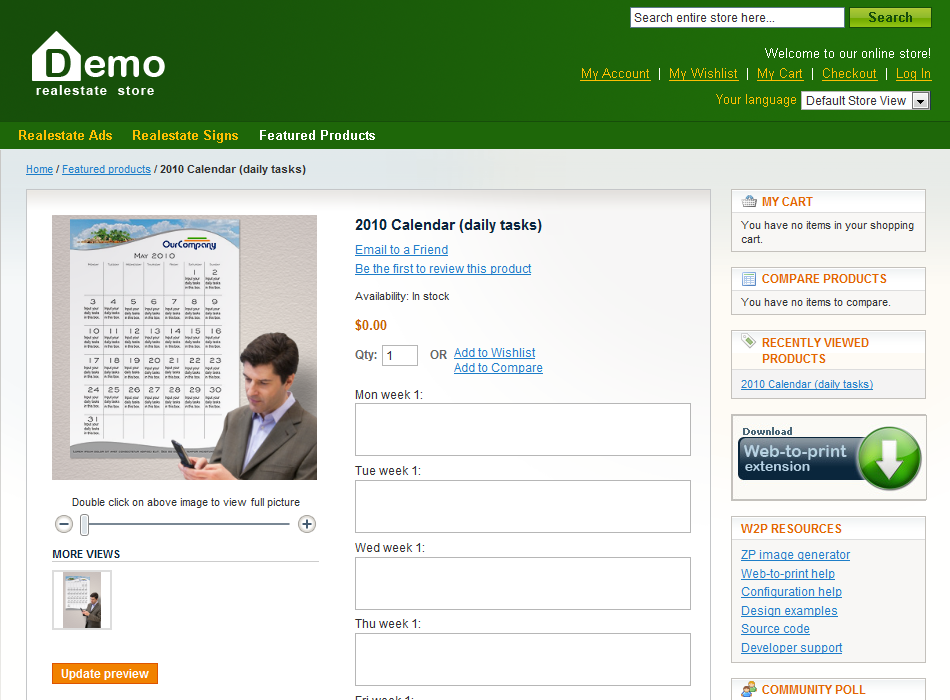 Search entire store here...
Search
Demo
realestate store
Welcome to our online store!
My Account | My Wishlist | My Cart | Checkout | Log In
Your language Default Store View
Realestate Ads Realestate Signs Featured Products
Home / Featured products / 2010 Calendar (daily tasks)
OurCompany
MAY 2010
1 2
3 4 5 6 7 8 9
10 11 12 13 14 15 16
17 18 19 20 21 22 23
24 25 26 27 28 29 30
31
Double click on above image to view full picture
MORE VIEWS
Update preview
2010 Calendar (daily tasks)
Email to a Friend
Be the first to review this product
Availability: In stock
$0.00
Qty: 1 OR Add to Wishlist
Add to Compare
Mon week 1:
Tue week 1:
Wed week 1:
Thu week 1:
Fri week 1:
MY CART
You have no items in your shopping
cart.
COMPARE PRODUCTS
You have no items to compare.
RECENTLY VIEWED
PRODUCTS
2010 Calendar (daily tasks)
Download
Web-to-print
extension
W2P RESOURCES
ZP image generator
Web-to-print help
Configuration help
Design examples
Source code
Developer support
COMMUNITY POLL